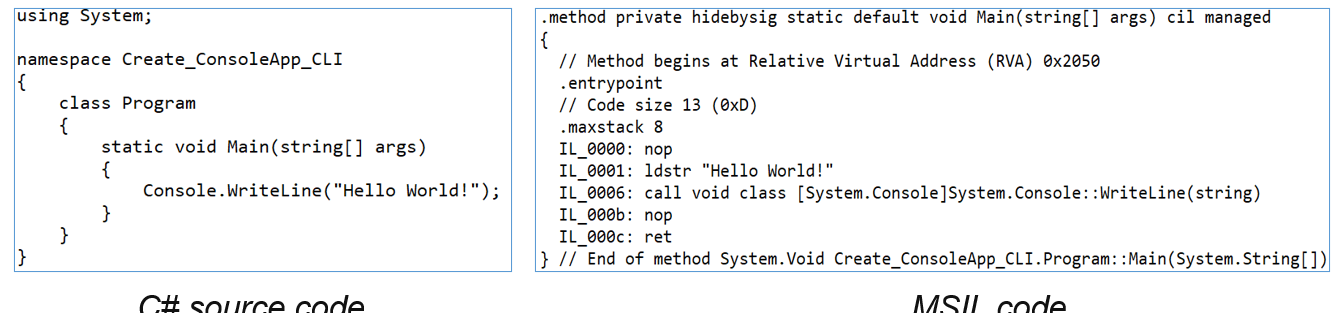 using System;
namespace Create_ConsoleApp_CLI
{
    class Program
    {
        static void Main(string[] args)
        {
            Console.WriteLine("Hello World!");
        }
    }
}
C# source code
.method private hidebysig static default void Main(string[] args) cil managed
{
  // Method begins at Relative Virtual Address (RVA) 0x2050
  .entrypoint
  // Code size 13 (0xD)
  .maxstack 8
  IL_0000: nop
  IL_0001: ldstr "Hello World!"
  IL_0006: call void class [System.Console]System.Console::WriteLine(string)
  IL_000b: nop
  IL_000c: ret
} // End of method System.Void Create_ConsoleApp_CLI.Program::Main(System.String[])
MSIL code